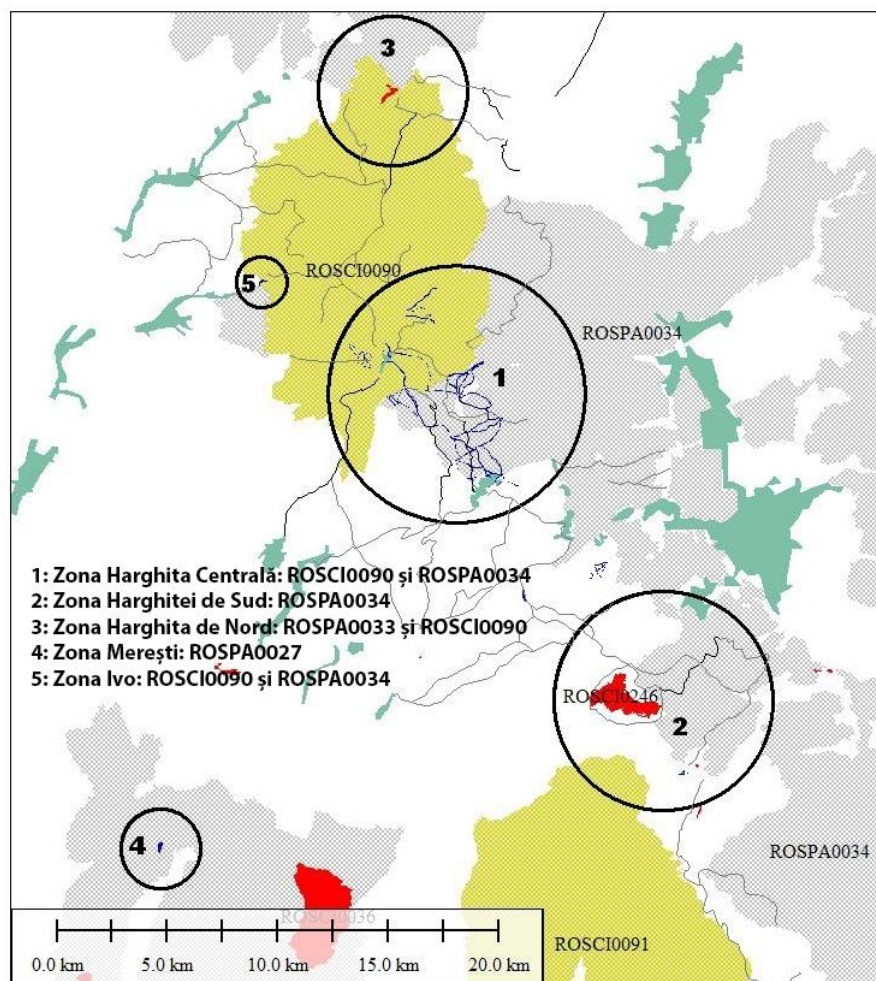 3
ROSCI0090
5
ROSPA0034
1
1: Zona Harghita Centrală: ROSCI0090 și ROSPA0034
2: Zona Harghitei de Sud: ROSPA0034
3: Zona Harghita de Nord: ROSPA0033 și ROSCI0090
4: Zona Merești: ROSPA0027
5: Zona Ivo: ROSCI0090 și ROSPA0034
ROSCI0246
2
4
ROSPA0034
ROSCI0036
ROSCI0091
0.0 km 5.0 km 10.0 km 15.0 km 20.0 km